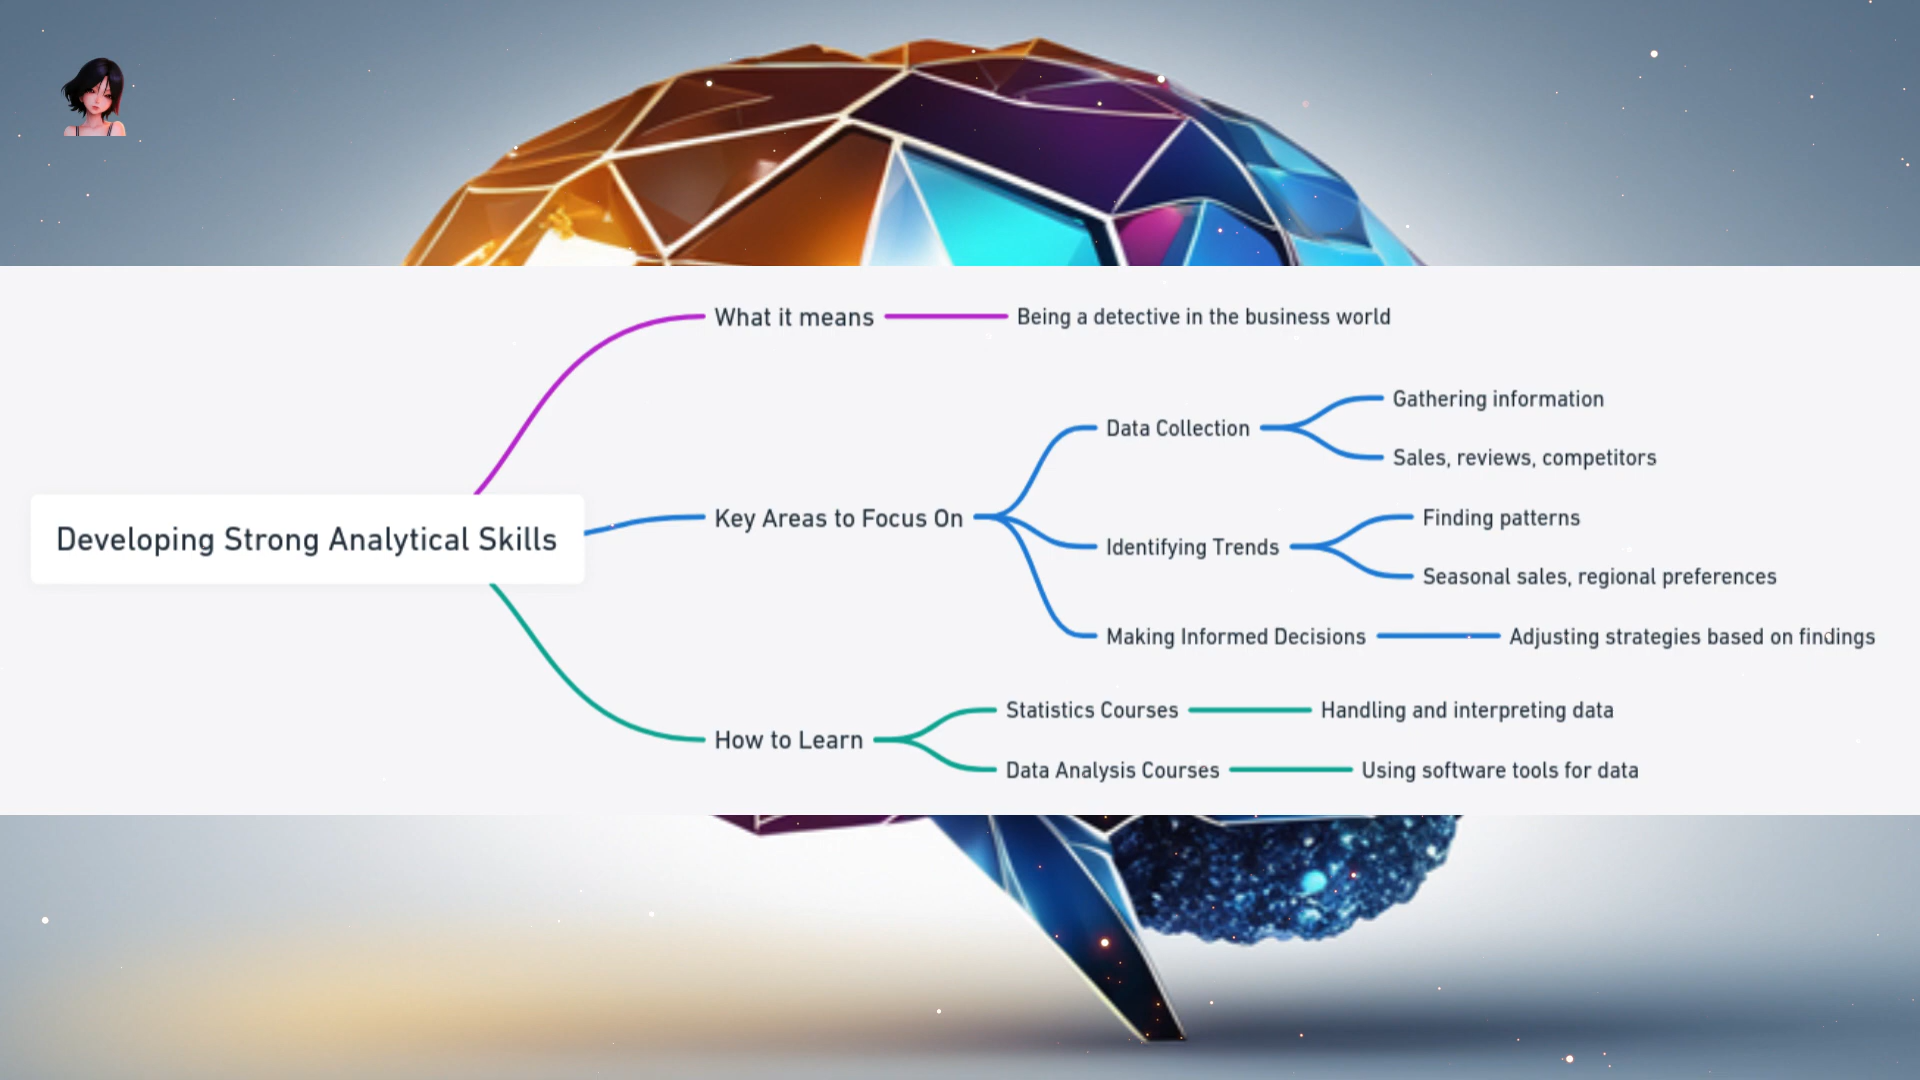 Developing Strong Analytical Skills
What it means
Being a detective in the business world
Key Areas to Focus On
Data Collection
Gathering information
Sales, reviews, competitors
Identifying Trends
Finding patterns
Seasonal sales, regional preferences
Making Informed Decisions
Adjusting strategies based on findings
How to Learn
Statistics Courses
Handling and interpreting data
Data Analysis Courses
Using software tools for data